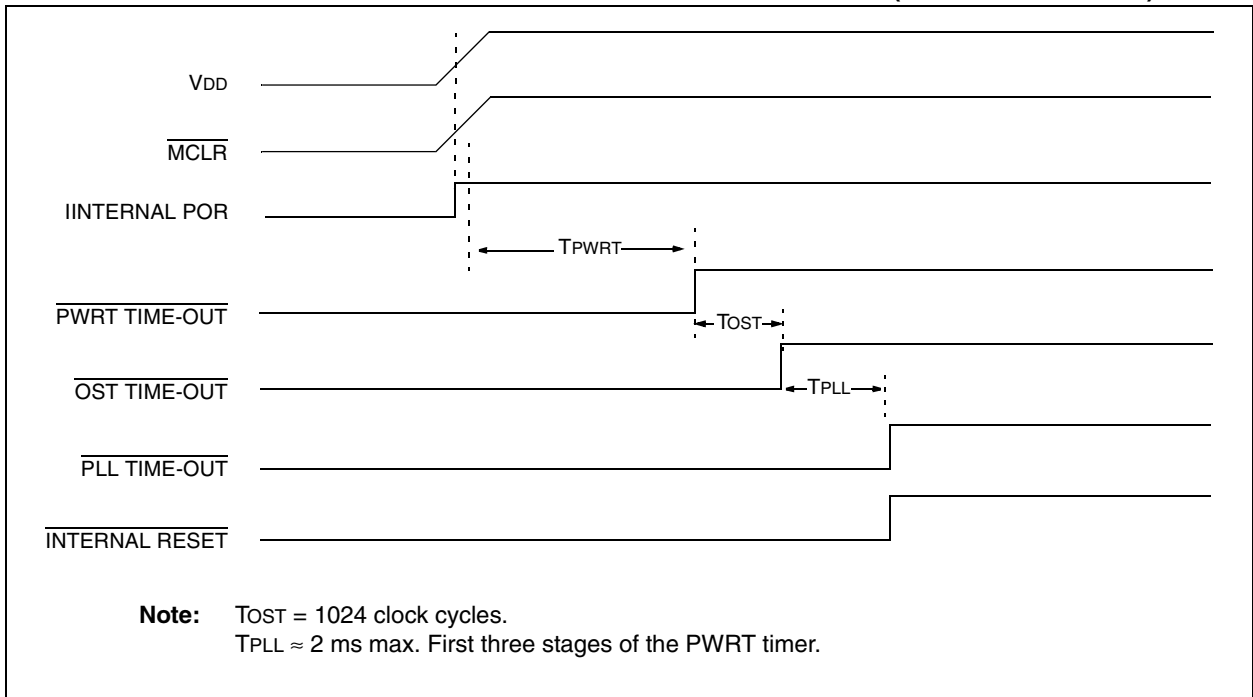 VDD
MCLR
IINTERNAL POR
TPWRT
PWRT TIME-OUT
TOST
OST TIME-OUT
TPLL
PLL TIME-OUT
INTERNAL RESET
Note: TOST = 1024 clock cycles.
TPLL ≈ 2 ms max. First three stages of the PWRT timer.